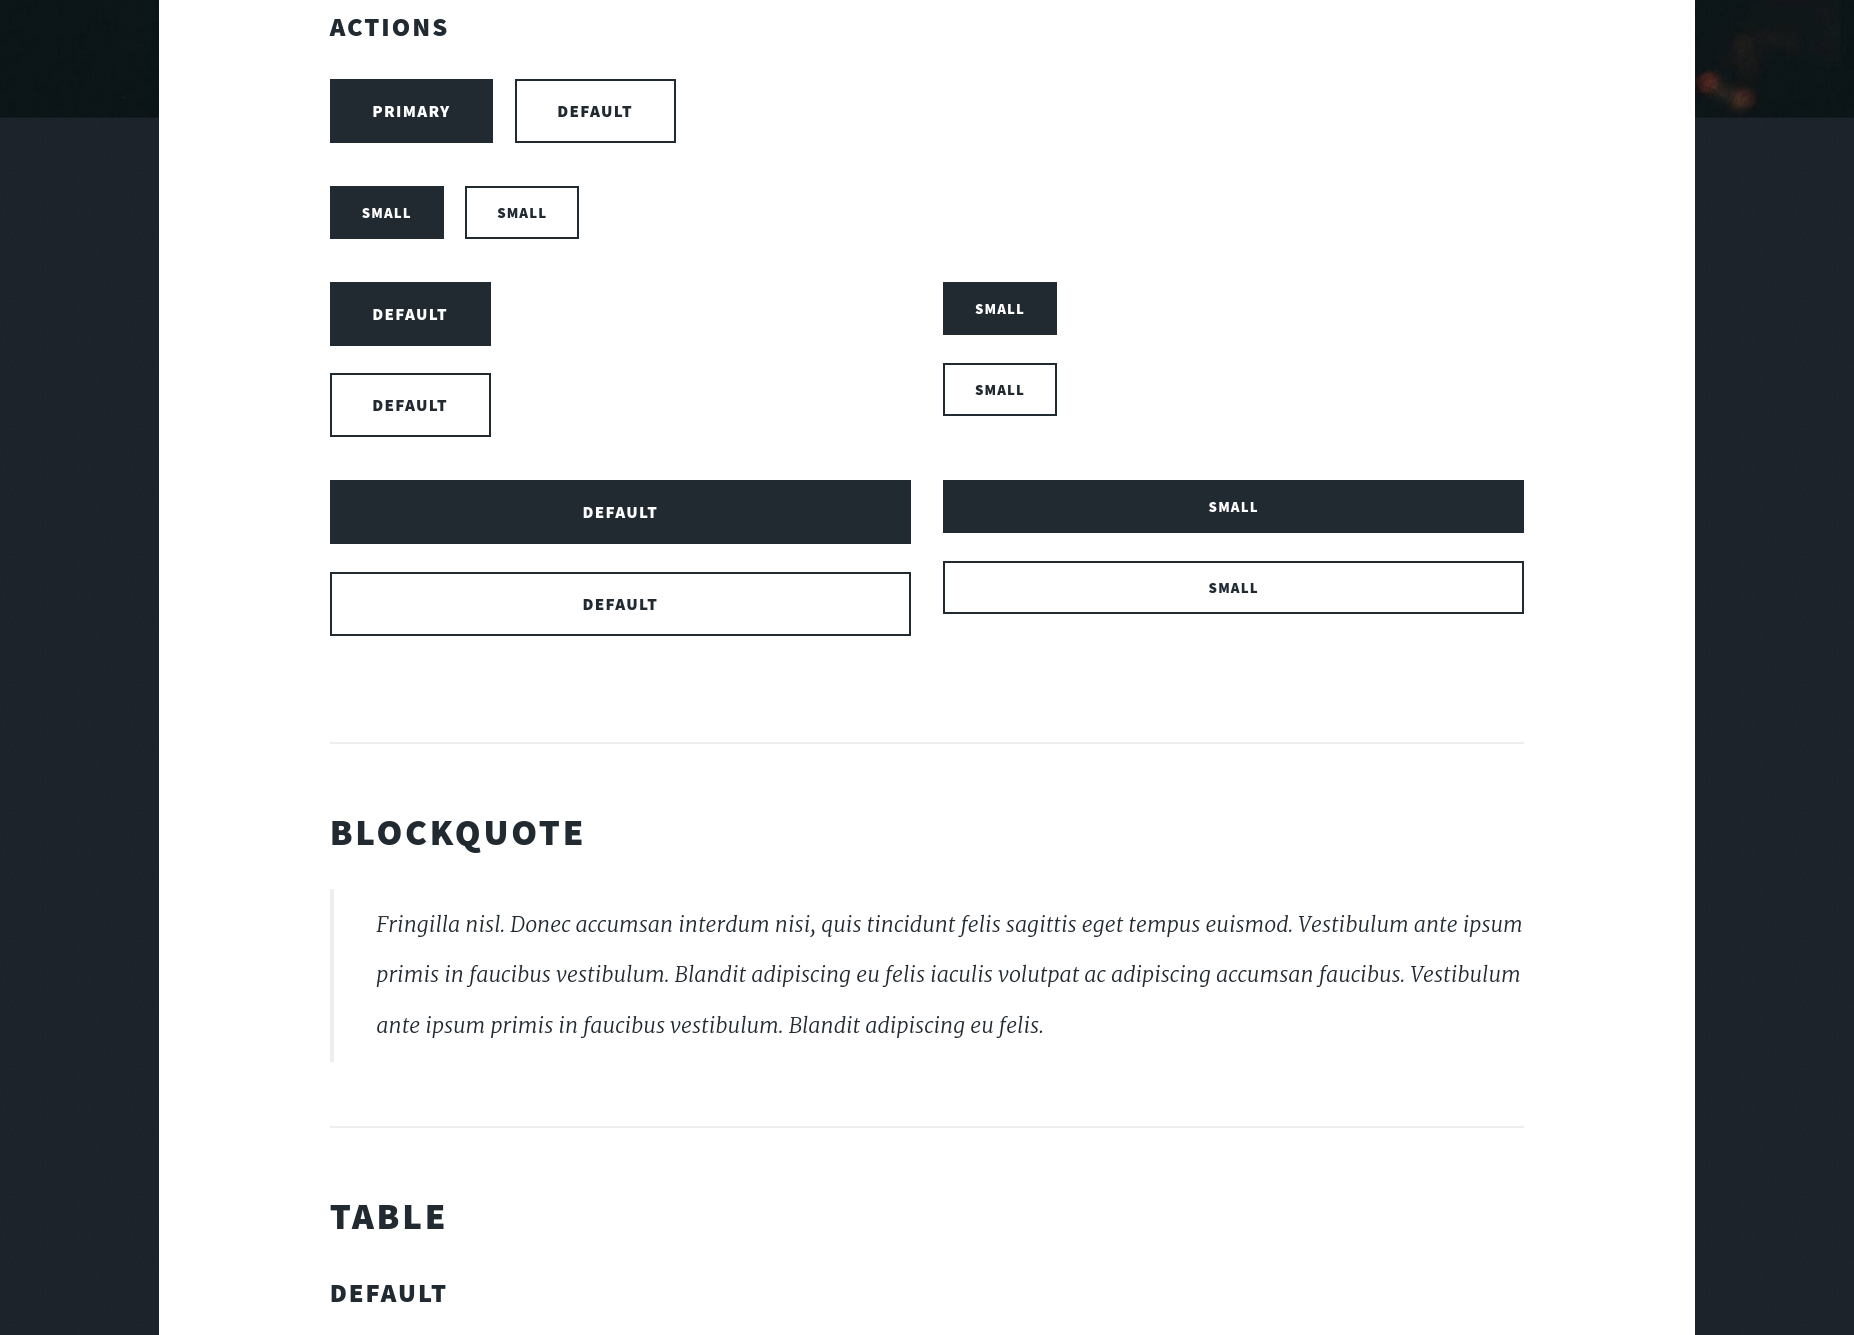 ACTIONS
PRIMARY DEFAULT
SMALL SMALL
DEFAULT
DEFAULT
SMALL
SMALL
DEFAULT
DEFAULT
SMALL
SMALL
BLOCKQUOTE
Fringilla nisl. Donec accumsan interdum nisi, quis tincidunt felis sagittis eget tempus euismod. Vestibulum ante ipsum
primis in faucibus vestibulum. Blandit adipiscing eu felis iaculis volutpat ac adipiscing accumsan faucibus. Vestibulum
ante ipsum primis in faucibus vestibulum. Blandit adipiscing eu felis.
TABLE
DEFAULT